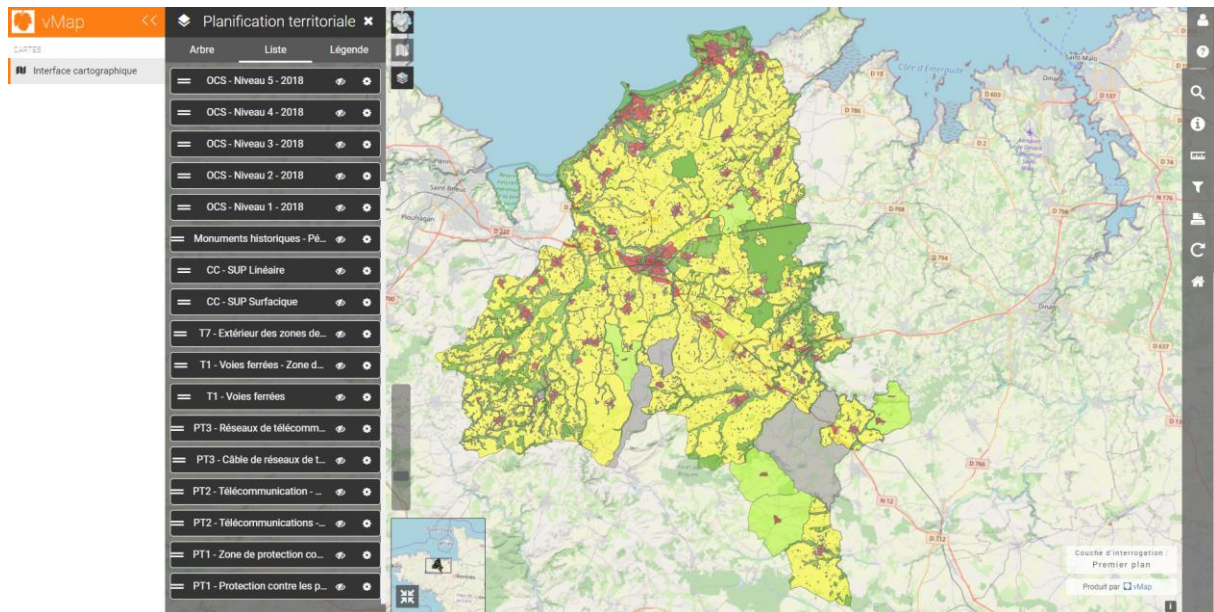 vMap <<
CARTES
Interface cartographique
Planification territoriale ×
Arbre Liste Légende
OCS - Niveau 5 - 2018
OCS - Niveau 4 - 2018
OCS - Niveau 3 - 2018
OCS - Niveau 2 - 2018
OCS - Niveau 1 - 2018
Monuments historiques - Pé...
CC - SUP Linéaire
CC - SUP Surfacique
T7 - Extérieur des zones de...
T1 - Voies ferrées - Zone d...
T1 - Voies ferrées
PT3 - Réseaux de télécomm...
PT3 - Câble de réseaux de t...
PT2 - Télécommunication - ...
PT2 - Télécommunications -...
PT1 - Zone de protection co...
PT1 - Protection contre les p...
Côte d'Émeraude
Saint-Malo
Dinard
D 13
D 603
D 137
D 786
D 2
D 74
N 176
Saint-Brieuc
Ploufragan
D 768
D 794
Dinan
D 637
D 766
N 12
D 712
Couche d'interrogation :
Premier plan
Produit par vMap